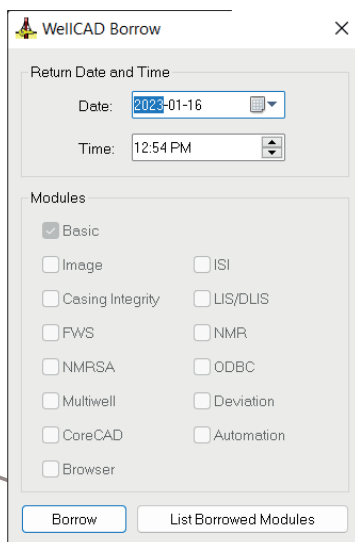 WellCAD Borrow
Return Date and Time
Date: 2023-01-16
Time: 12:54 PM
Modules
Basic
Image ISI
Casing Integrity LIS/DLIS
FWS NMR
NMRSA ODBC
Multiwell Deviation
CoreCAD Automation
Browser
Borrow List Borrowed Modules